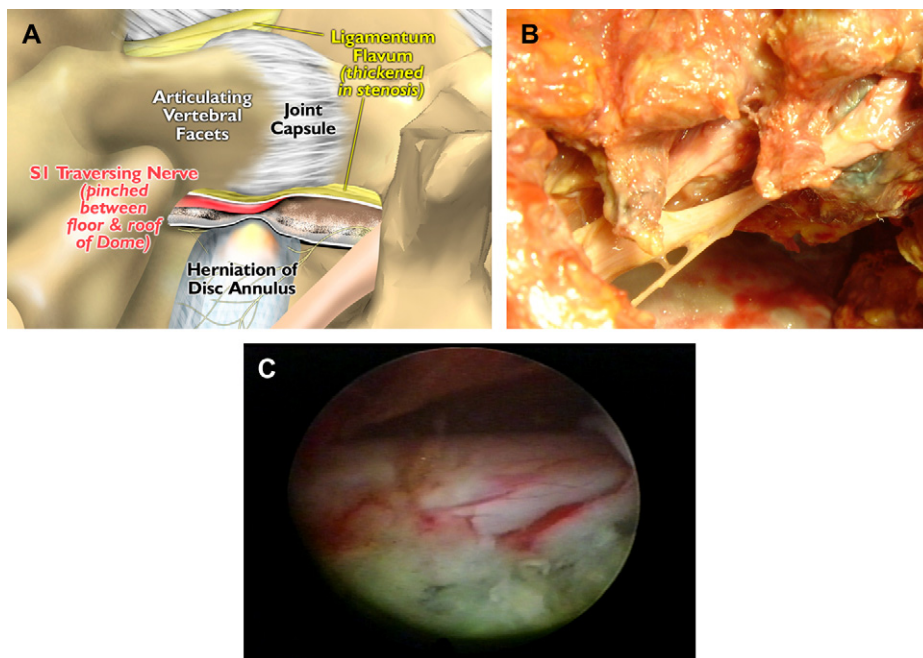 A
Ligamentum
Flavum
(thickened
in stenosis)
Articulating
Vertebral
Facets
Joint
Capsule
S1 Traversing Nerve
(pinched
between
floor & roof
of Dome)
Herniation of
Disc Annulus
B
C